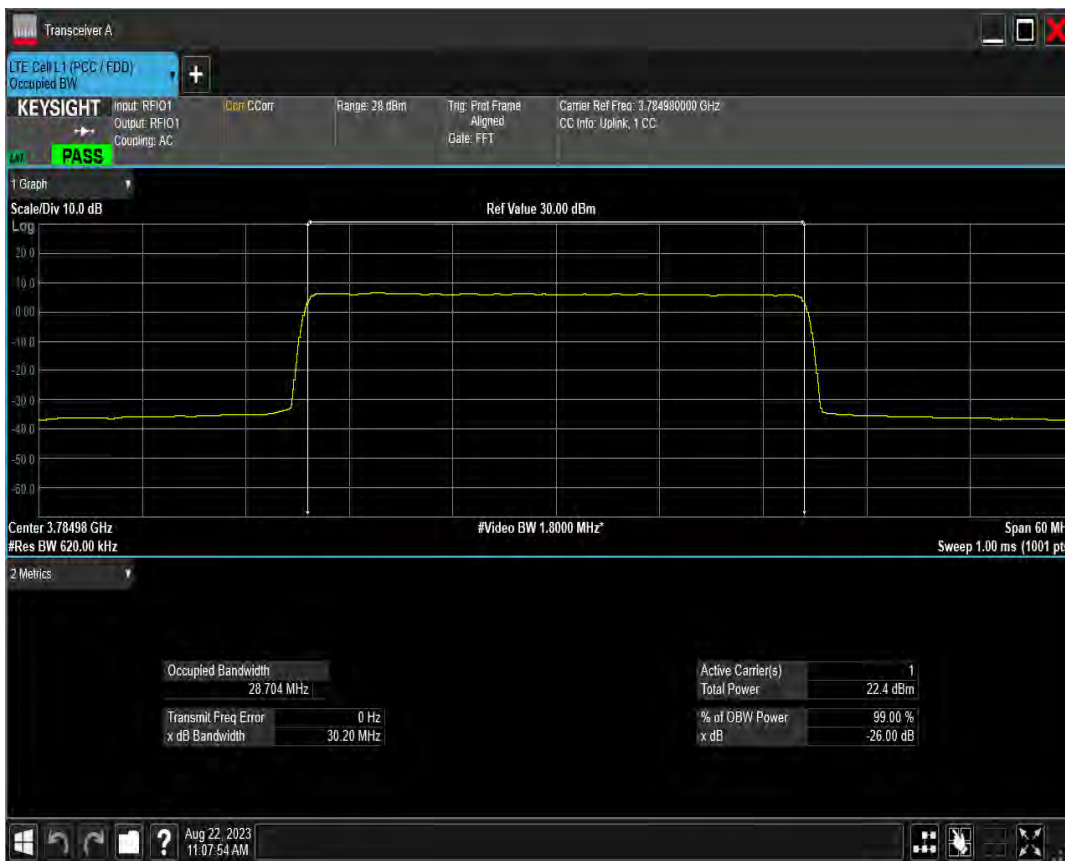 Transceiver A
LTE Cell L1 (PCC / FDD)
Occupied BW
+
KEYSIGHT
Input: RFIO1
Output: RFIO1
Coupling: AC
Corr CCorr
Range: 28 dBm
Trig: Prot Frame
Aligned
Gate: FFT
Carrier Ref Freq: 3.784980000 GHz
CC Info: Uplink, 1 CC
PASS
1 Graph
Scale/Div 10.0 dB
Ref Value 30.00 dBm
Log
20.0
10.0
0.00
-10.0
-20.0
-30.0
-40.0
-50.0
-60.0
Center 3.78498 GHz
#Video BW 1.8000 MHz*
Span 60 MH
#Res BW 620.00 kHz
Sweep 1.00 ms (1001 pt
2 Metrics
Occupied Bandwidth
28.704 MHz
Transmit Freq Error 0 Hz
x dB Bandwidth 30.20 MHz
Active Carrier(s) 1
Total Power 22.4 dBm
% of OBW Power 99.00 %
x dB -26.00 dB
?
Aug 22, 2023
11:07:54 AM